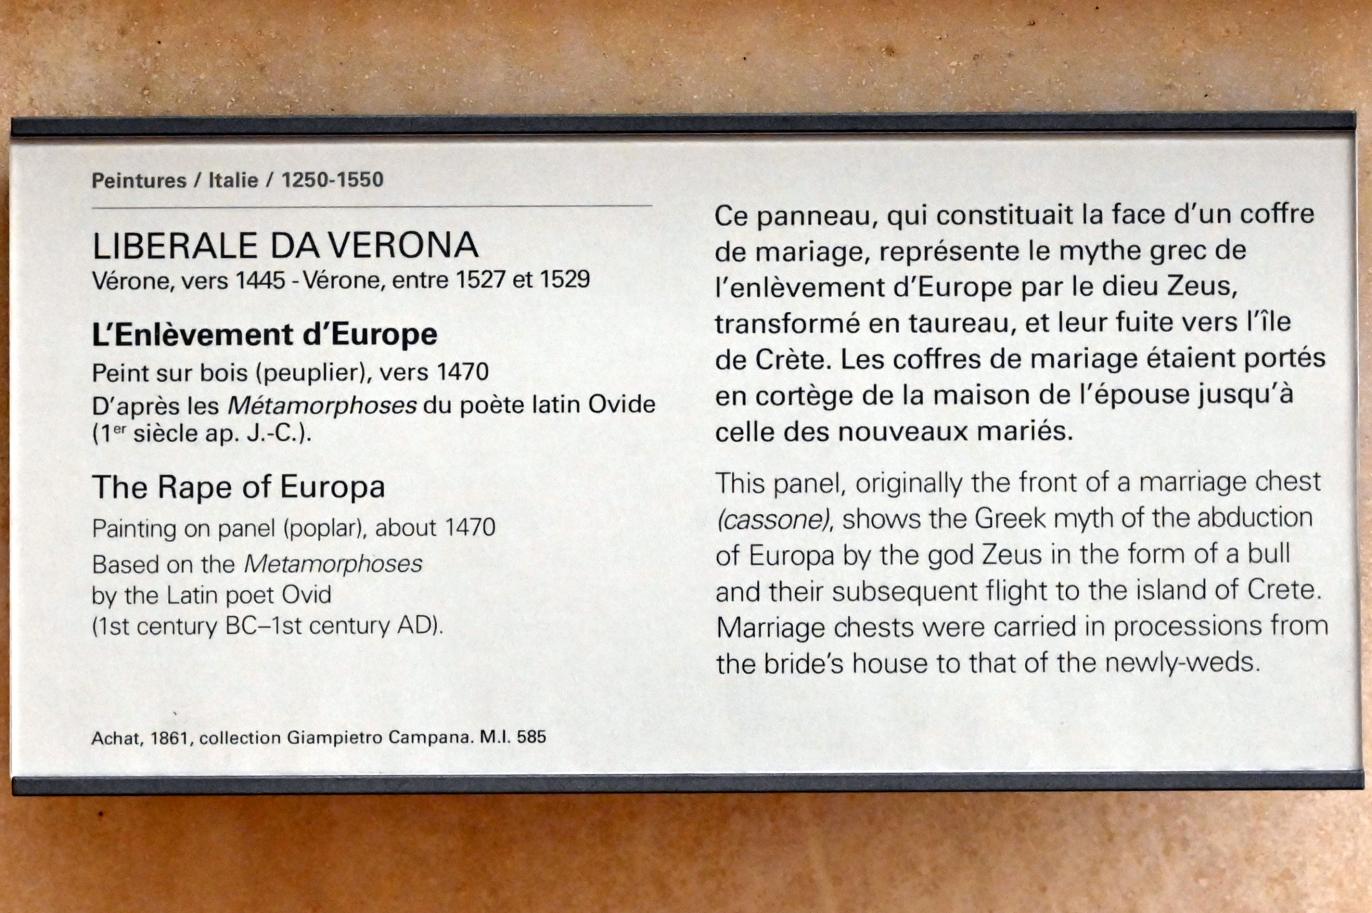 Peintures / Italie / 1250-1550
LIBERALE DA VERONA
Vérone, vers 1445 - Vérone, entre 1527 et 1529
L'Enlèvement d'Europe
Peint sur bois (peuplier), vers 1470
D'après les Métamorphoses du poète latin Ovide
(1er siècle ap. J.-C.).
The Rape of Europa
Painting on panel (poplar), about 1470
Based on the Metamorphoses
by the Latin poet Ovid
(1st century BC–1st century AD).
Achat, 1861, collection Giampietro Campana. M.I. 585
Ce panneau, qui constituait la face d'un coffre
de mariage, représente le mythe grec de
l'enlèvement d'Europe par le dieu Zeus,
transformé en taureau, et leur fuite vers l'île
de Crète. Les coffres de mariage étaient portés
en cortège de la maison de l'épouse jusqu'à
celle des nouveaux mariés.
This panel, originally the front of a marriage chest
(cassone), shows the Greek myth of the abduction
of Europa by the god Zeus in the form of a bull
and their subsequent flight to the island of Crete.
Marriage chests were carried in processions from
the bride's house to that of the newly-weds.